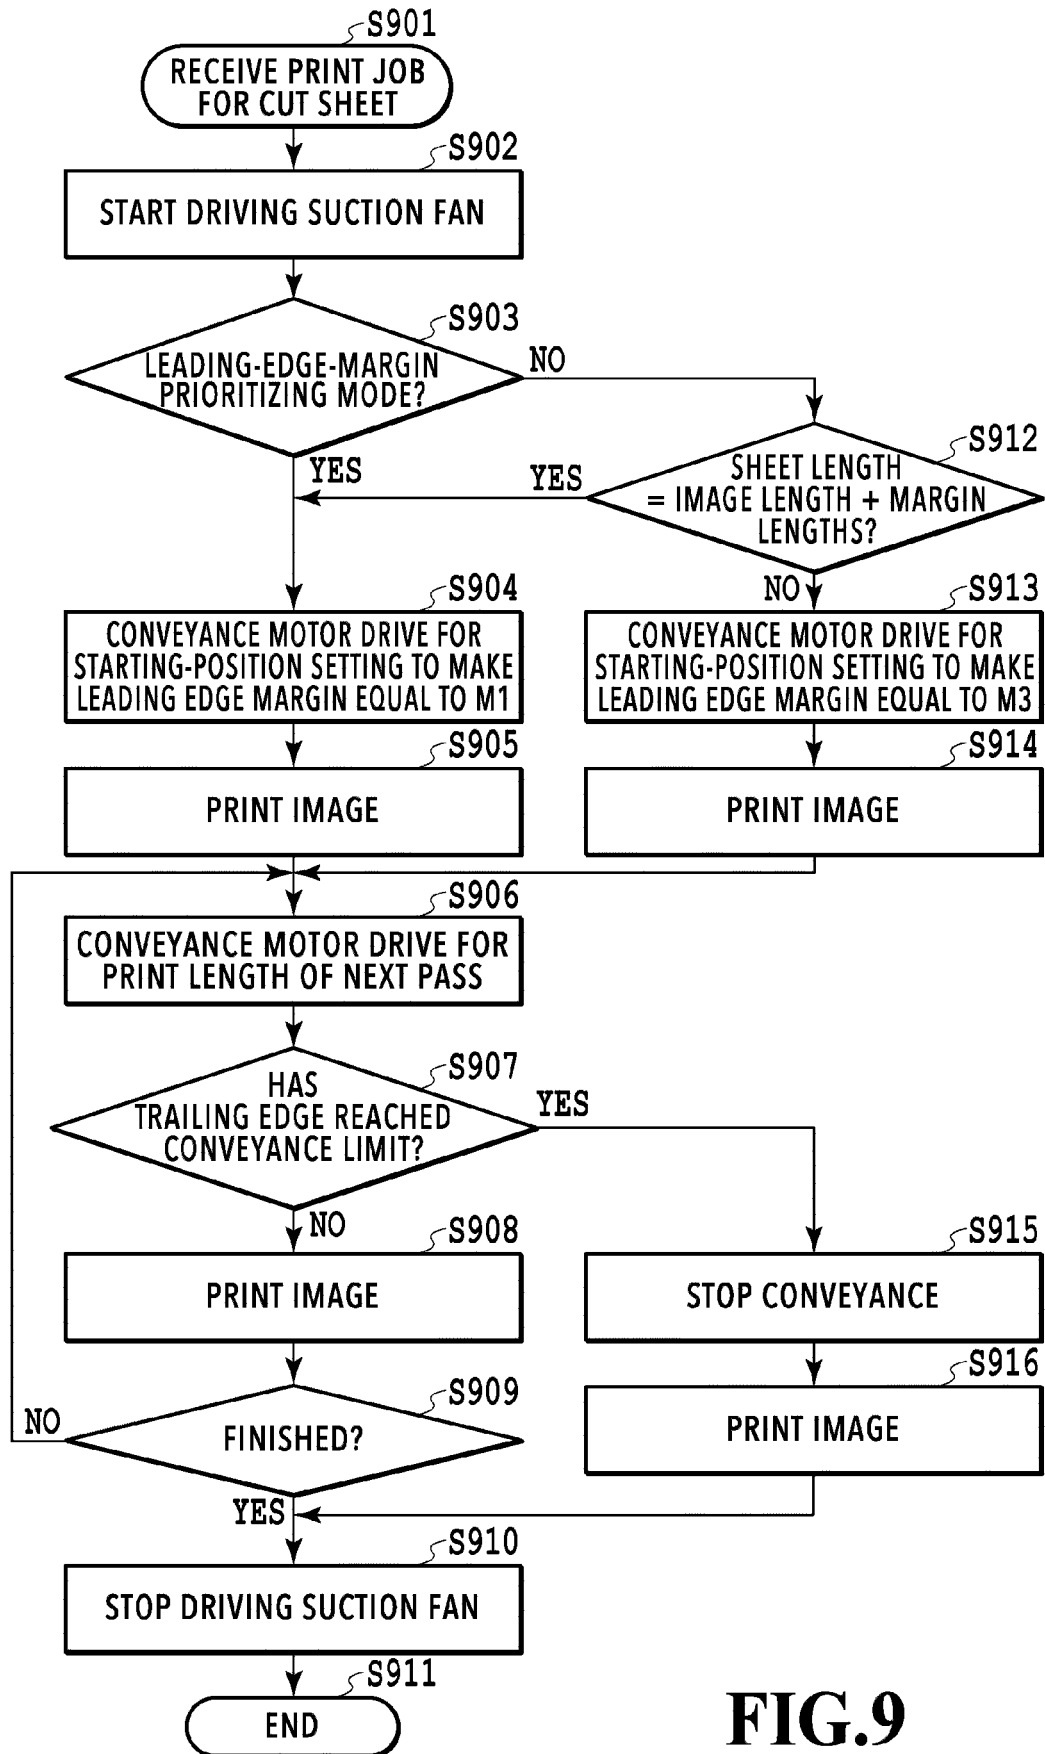 S901
RECEIVE PRINT JOB
FOR CUT SHEET
S902
START DRIVING SUCTION FAN
S903
LEADING-EDGE-MARGIN
PRIORITIZING MODE?
NO
YES
S912
SHEET LENGTH
= IMAGE LENGTH + MARGIN
LENGTHS?
YES
NO
S904
CONVEYANCE MOTOR DRIVE FOR
STARTING-POSITION SETTING TO MAKE
LEADING EDGE MARGIN EQUAL TO M1
S913
CONVEYANCE MOTOR DRIVE FOR
STARTING-POSITION SETTING TO MAKE
LEADING EDGE MARGIN EQUAL TO M3
S905
PRINT IMAGE
S914
PRINT IMAGE
S906
CONVEYANCE MOTOR DRIVE FOR
PRINT LENGTH OF NEXT PASS
S907
HAS
TRAILING EDGE REACHED
CONVEYANCE LIMIT?
YES
NO
S908
PRINT IMAGE
S915
STOP CONVEYANCE
S909
FINISHED?
NO
YES
S916
PRINT IMAGE
S910
STOP DRIVING SUCTION FAN
S911
END
FIG.9